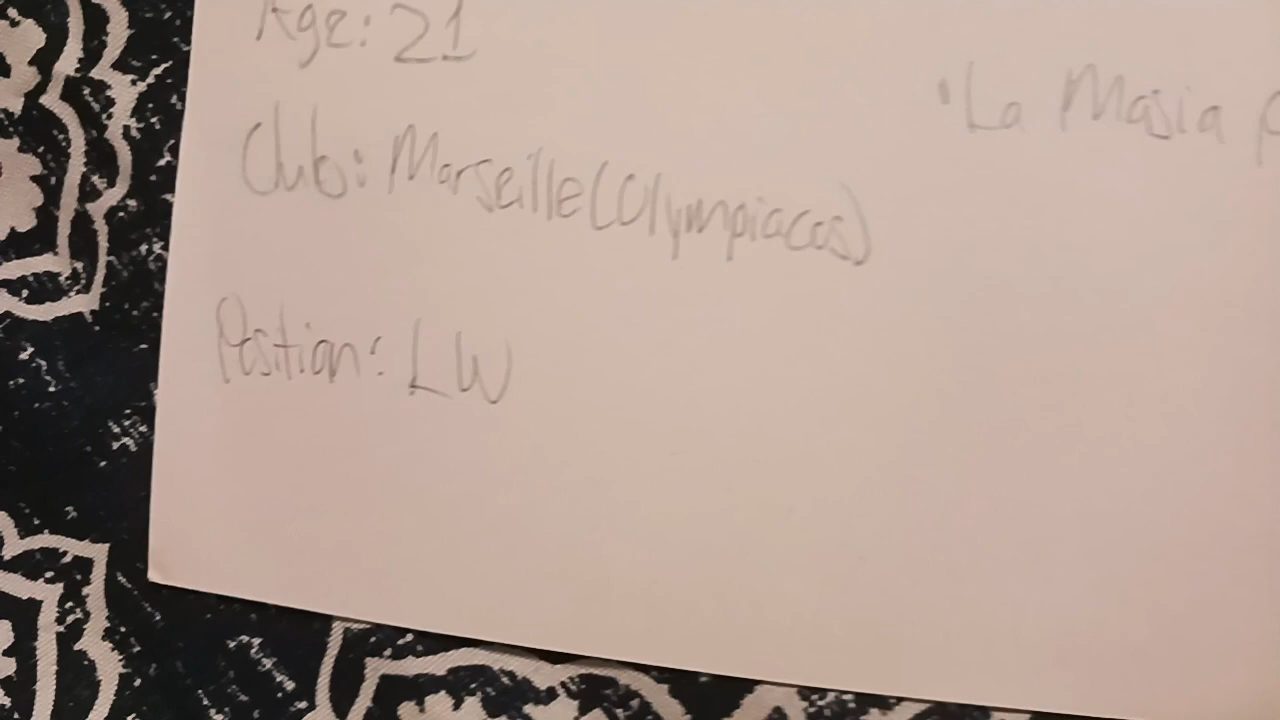 Age: 21
Club: Marseille(Olympiacos)
Position: LW
• La Masia